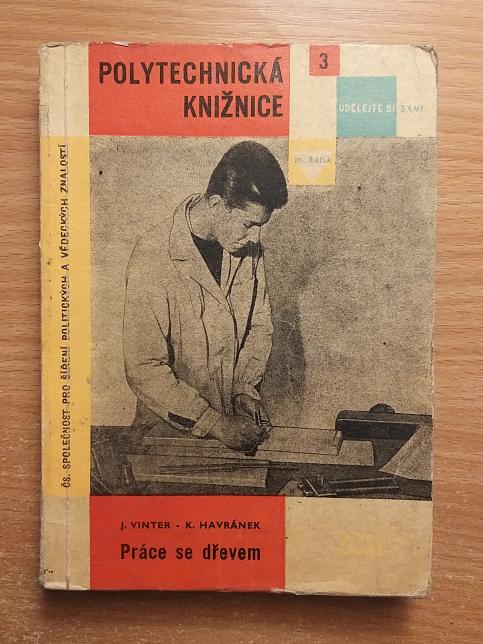 POLYTECHNICKÁ
KNIŽNICE
3
UDĚLEJTE SI SAMI
III. ŘADA
ČS. SPOLEČNOST PRO ŠÍŘENÍ POLITICKÝCH A VĚDECKÝCH ZNALOSTÍ
J. VINTER - K. HAVRÁNEK
Práce se dřevem